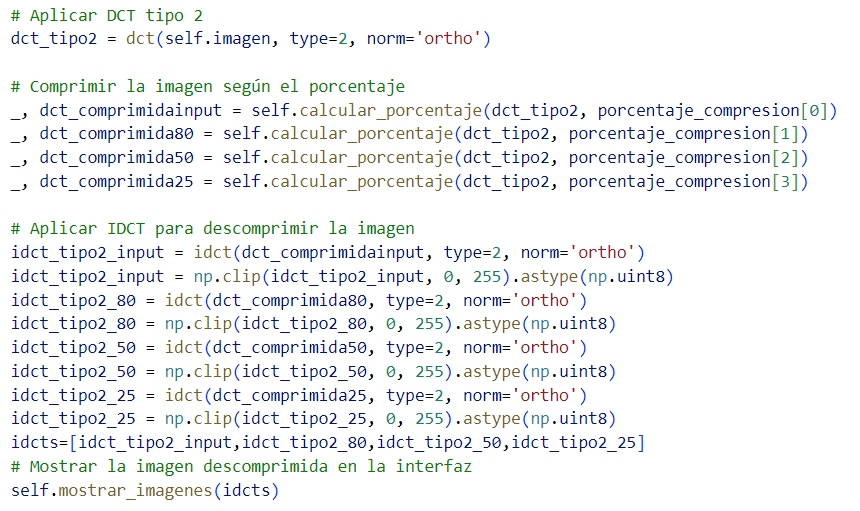 # Aplicar DCT tipo 2
dct_tipo2 = dct(self.imagen, type=2, norm='ortho')
# Comprimir la imagen según el porcentaje
_, dct_comprimidainput = self.calcular_porcentaje(dct_tipo2, porcentaje_compresion[0])
_, dct_comprimida80 = self.calcular_porcentaje(dct_tipo2, porcentaje_compresion[1])
_, dct_comprimida50 = self.calcular_porcentaje(dct_tipo2, porcentaje_compresion[2])
_, dct_comprimida25 = self.calcular_porcentaje(dct_tipo2, porcentaje_compresion[3])
# Aplicar IDCT para descomprimir la imagen
idct_tipo2_input = idct(dct_comprimidainput, type=2, norm='ortho')
idct_tipo2_input = np.clip(idct_tipo2_input, 0, 255).astype(np.uint8)
idct_tipo2_80 = idct(dct_comprimida80, type=2, norm='ortho')
idct_tipo2_80 = np.clip(idct_tipo2_80, 0, 255).astype(np.uint8)
idct_tipo2_50 = idct(dct_comprimida50, type=2, norm='ortho')
idct_tipo2_50 = np.clip(idct_tipo2_50, 0, 255).astype(np.uint8)
idct_tipo2_25 = idct(dct_comprimida25, type=2, norm='ortho')
idct_tipo2_25 = np.clip(idct_tipo2_25, 0, 255).astype(np.uint8)
idcts=[idct_tipo2_input,idct_tipo2_80,idct_tipo2_50,idct_tipo2_25]
# Mostrar la imagen descomprimida en la interfaz
self.mostrar_imagenes(idcts)